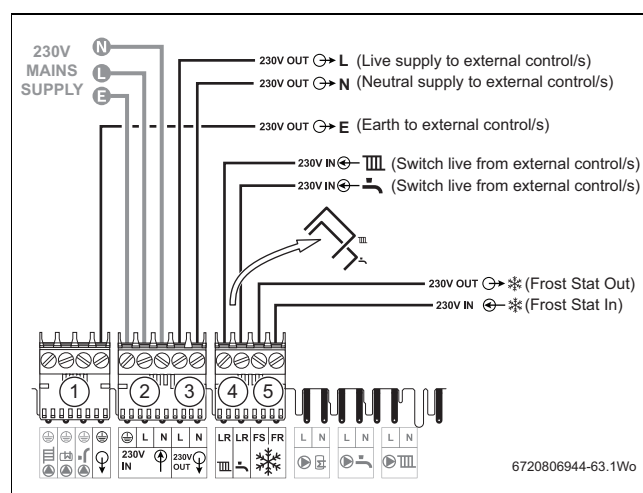 230V
MAINS
SUPPLY
N
L
E
230V OUT L (Live supply to external control/s)
230V OUT N (Neutral supply to external control/s)
230V OUT E (Earth to external control/s)
230V IN (Switch live from external control/s)
230V IN (Switch live from external control/s)
230V OUT (Frost Stat Out)
230V IN (Frost Stat In)
1 2 3 4 5
L N L N LR LR FS FR L N L N L N
230V IN
230V OUT
6720806944-63.1Wo